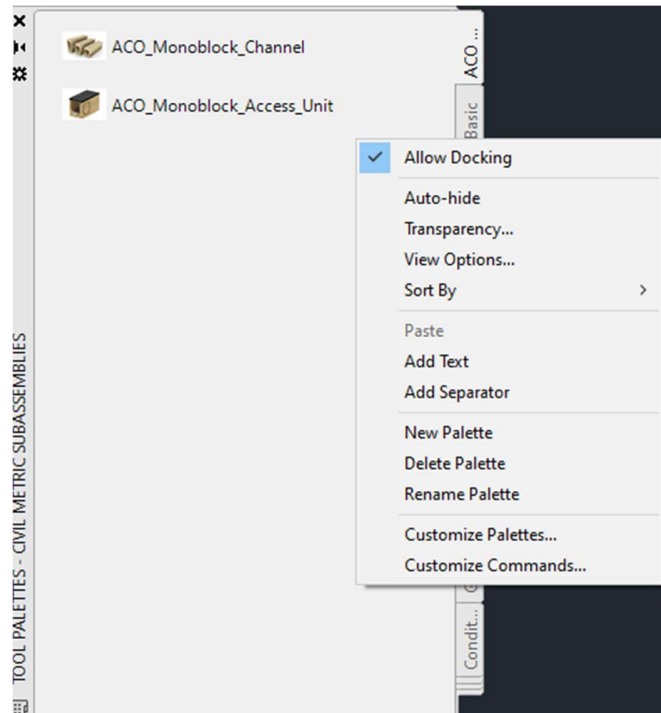 ACO_Monoblock_Channel
ACO_Monoblock_Access_Unit
ACO ...
Basic
Allow Docking
Auto-hide
Transparency...
View Options...
Sort By
Paste
Add Text
Add Separator
New Palette
Delete Palette
Rename Palette
Customize Palettes...
Customize Commands...
Condit...
TOOL PALETTES - CIVIL METRIC SUBASSEMBLIES